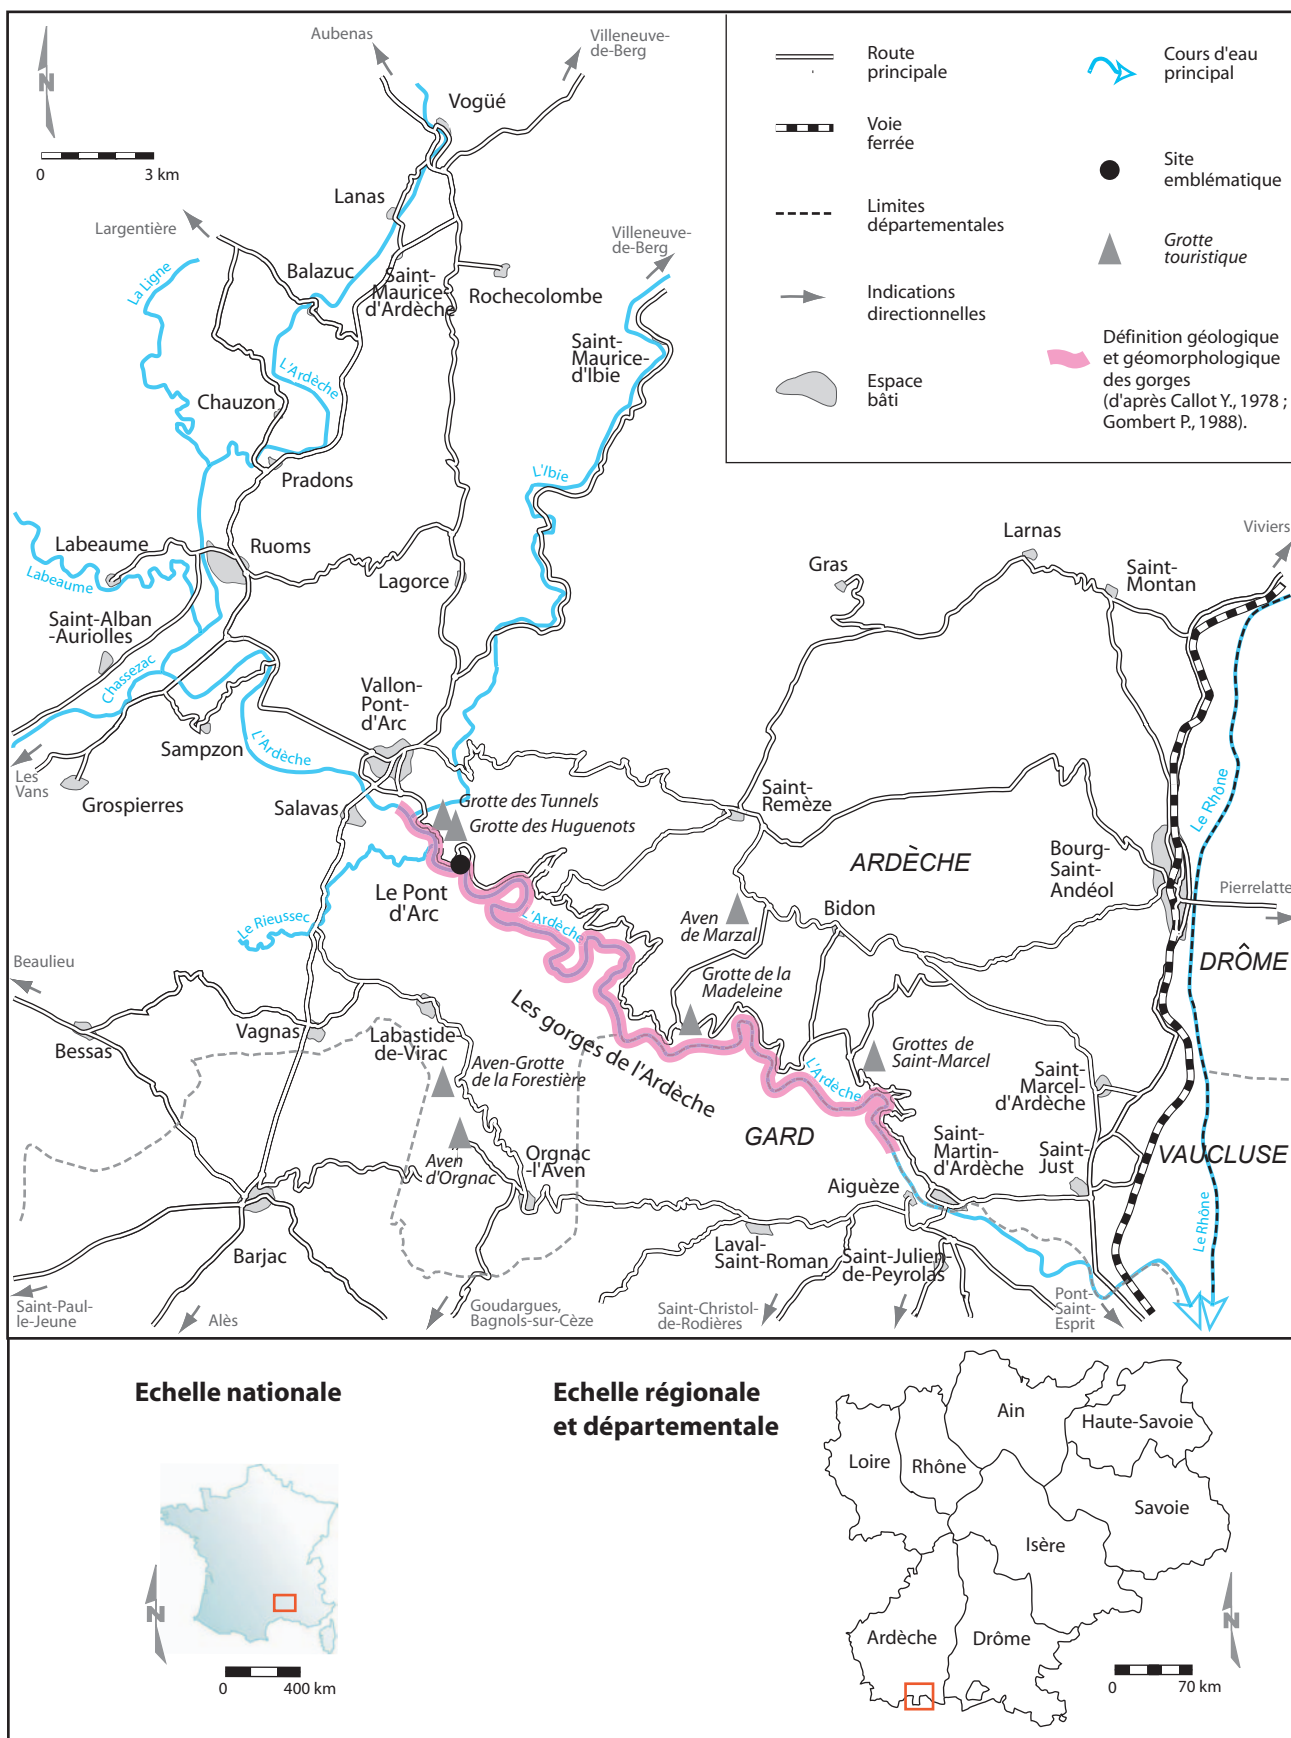 Aubenas
Villeneuve-
de-Berg
N
Vogüé
0 3 km
Lanas
Largentière
Villeneuve-
de-Berg
Balazuc
Saint-
Maurice-
d'Ardèche
Rochecolombe
La Ligne
L'Ardèche
Saint-
Maurice-
d'Ibie
Chauzon
Pradons
L'Ibie
Route
principale
Cours d'eau
principal
Voie
ferrée
Site
emblématique
Limites
départementales
Grotte
touristique
Indications
directionnelles
Définition géologique
et géomorphologique
des gorges
(d'après Callot Y., 1978 ;
Gombert P., 1988).
Espace
bâti
Labeaume
Ruoms
Labeaume
Lagorce
Saint-Alban
-Auriolles
Chassezac
Gras
Larnas
Viviers
Saint-
Montan
Vallon-
Pont-
d'Arc
Sampzon
L'Ardèche
Les
Vans
Grospierres
Salavas
Grotte des Tunnels
Grotte des Huguenots
Saint-
Remèze
Le Rhône
ARDÈCHE
Bourg-
Saint-
Andéol
Pierrelatte
Le Pont
d'Arc
L'Ardèche
Le Rieussec
Aven
de Marzal
Bidon
DRÔME
Beaulieu
Grotte de la
Madeleine
Les gorges de l'Ardèche
Vagnas
Bessas
Labastide-
de-Virac
Aven-Grotte
de la Forestière
L'Ardèche
Grottes de
Saint-Marcel
Saint-
Marcel-
d'Ardèche
GARD
Saint-
Martin-
d'Ardèche
Saint-
Just
VAUCLUSE
Aven
d'Orgnac
Orgnac
-l'Aven
Aiguèze
Le Rhône
Barjac
Laval-
Saint-Roman
Saint-Julien-
de-Peyrolas
Saint-Paul-
le-Jeune
Alès
Goudargues,
Bagnols-sur-Cèze
Saint-Christol-
de-Rodières
Pont-
Saint-
Esprit
Echelle nationale
N
0 400 km
Echelle régionale
et départementale
Ain
Haute-Savoie
Loire
Rhône
Savoie
Isère
Ardèche
Drôme
N
0 70 km